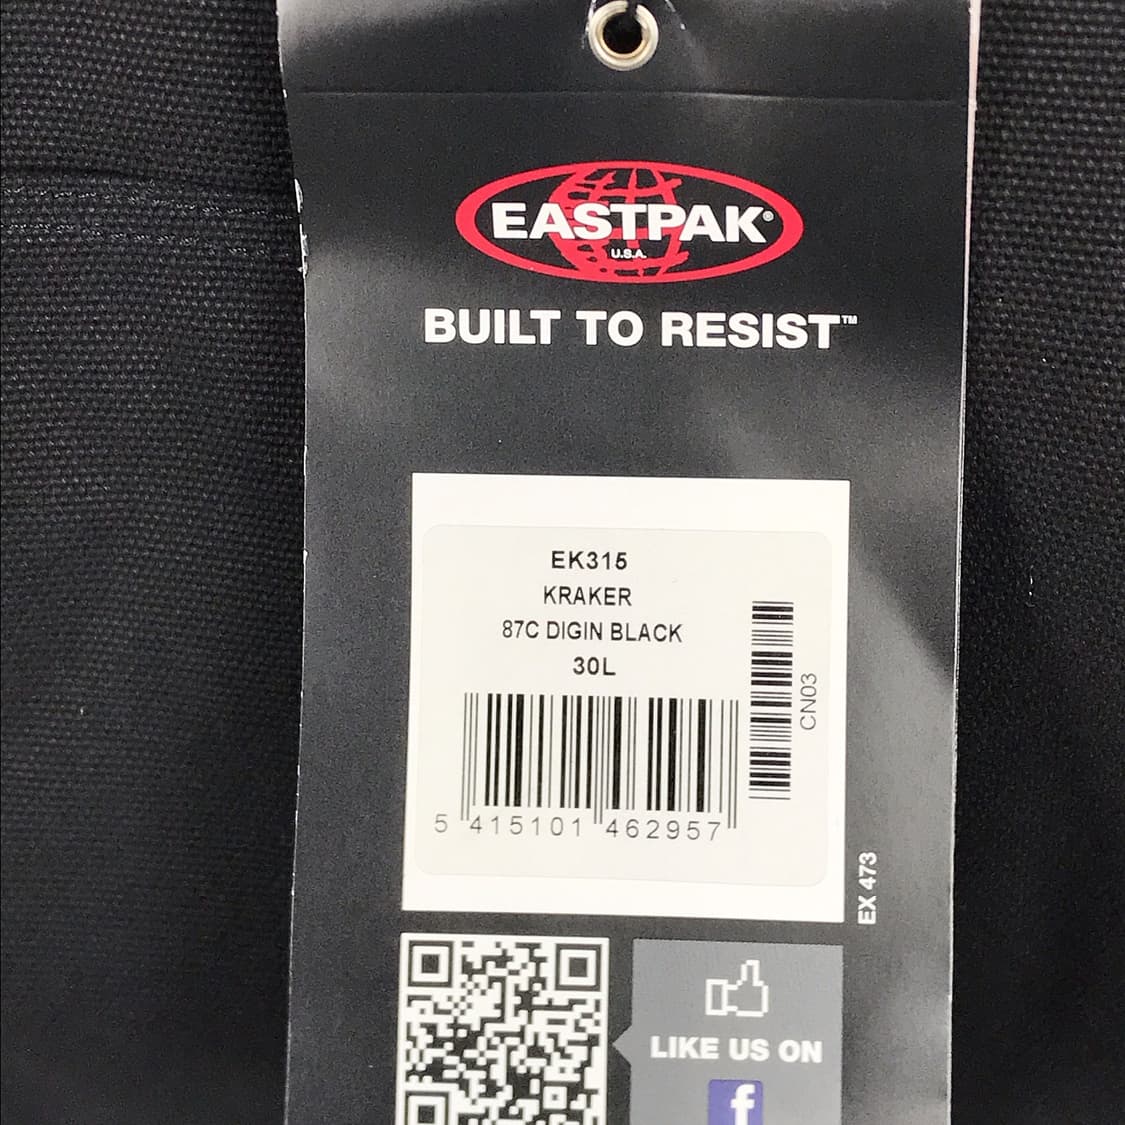 EASTPAK®
U.S.A.
BUILT TO RESIST™
EK315
KRAKER
87C DIGIN BLACK
30L
CN03
5 415101 462957
EX 473
LIKE US ON
f